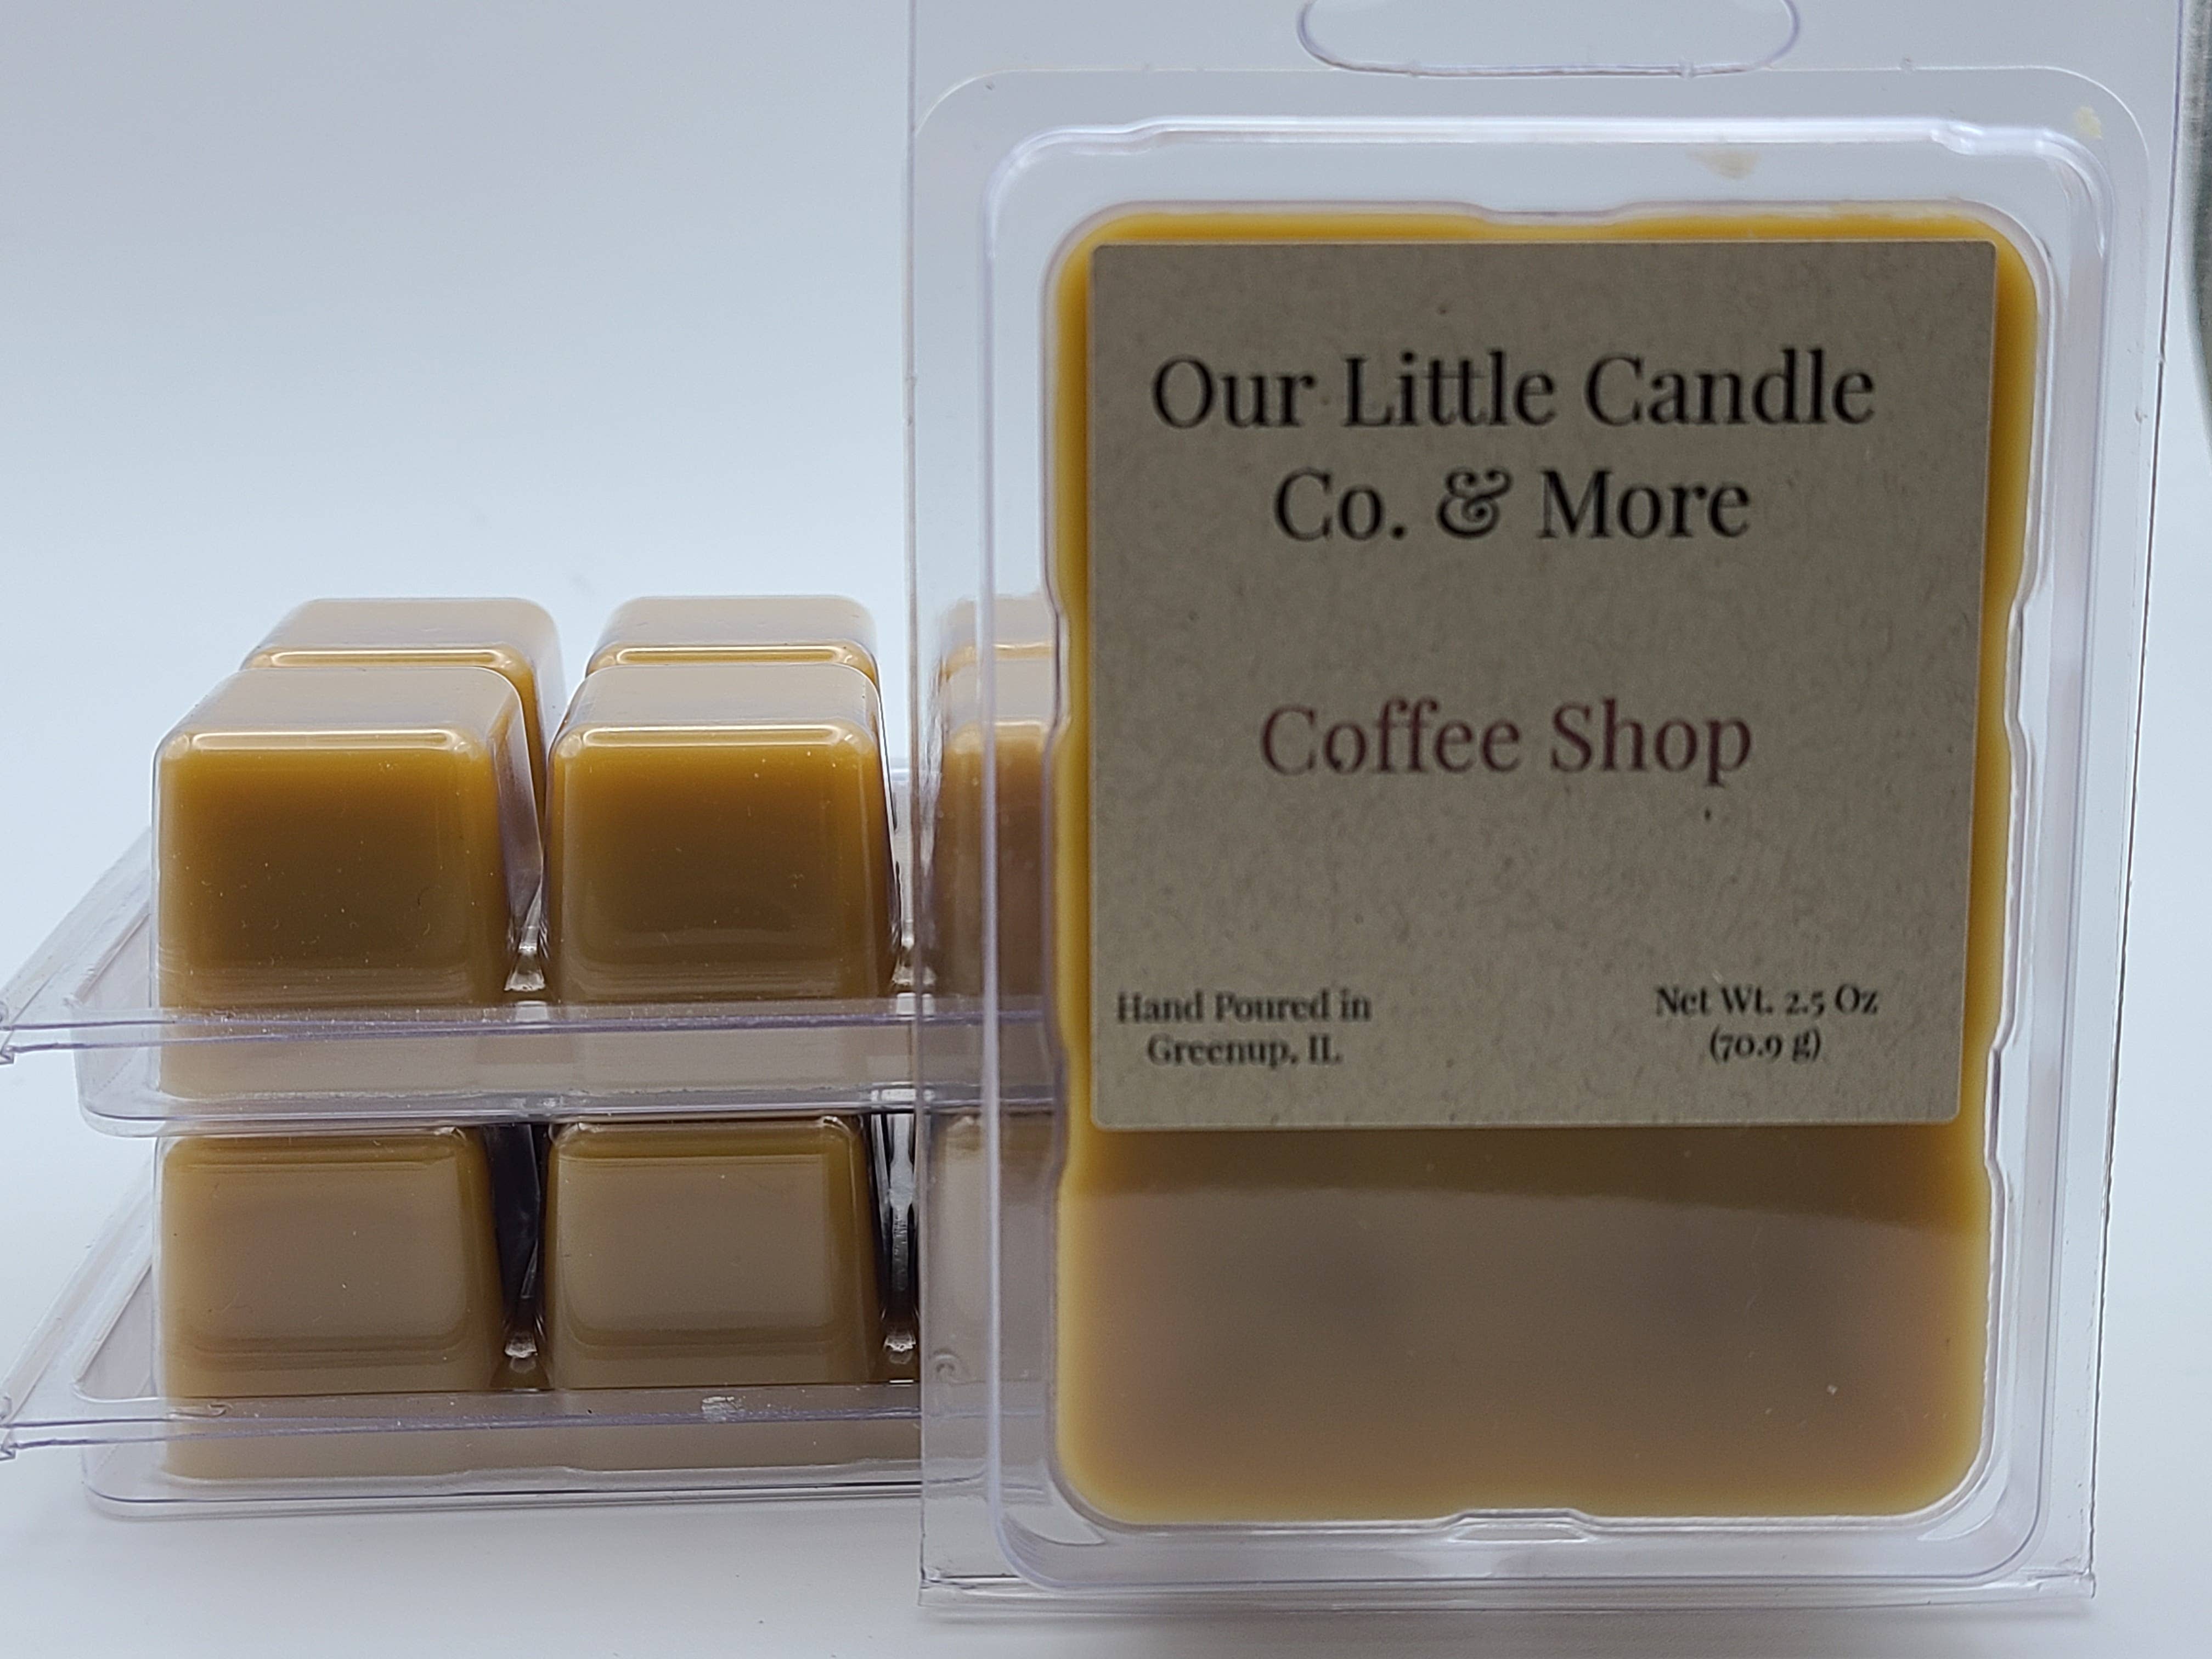 Our Little Candle
Co. & More
Coffee Shop
Hand Poured in
Greenup, IL
Net Wt. 2.5 Oz
(70.9 g)